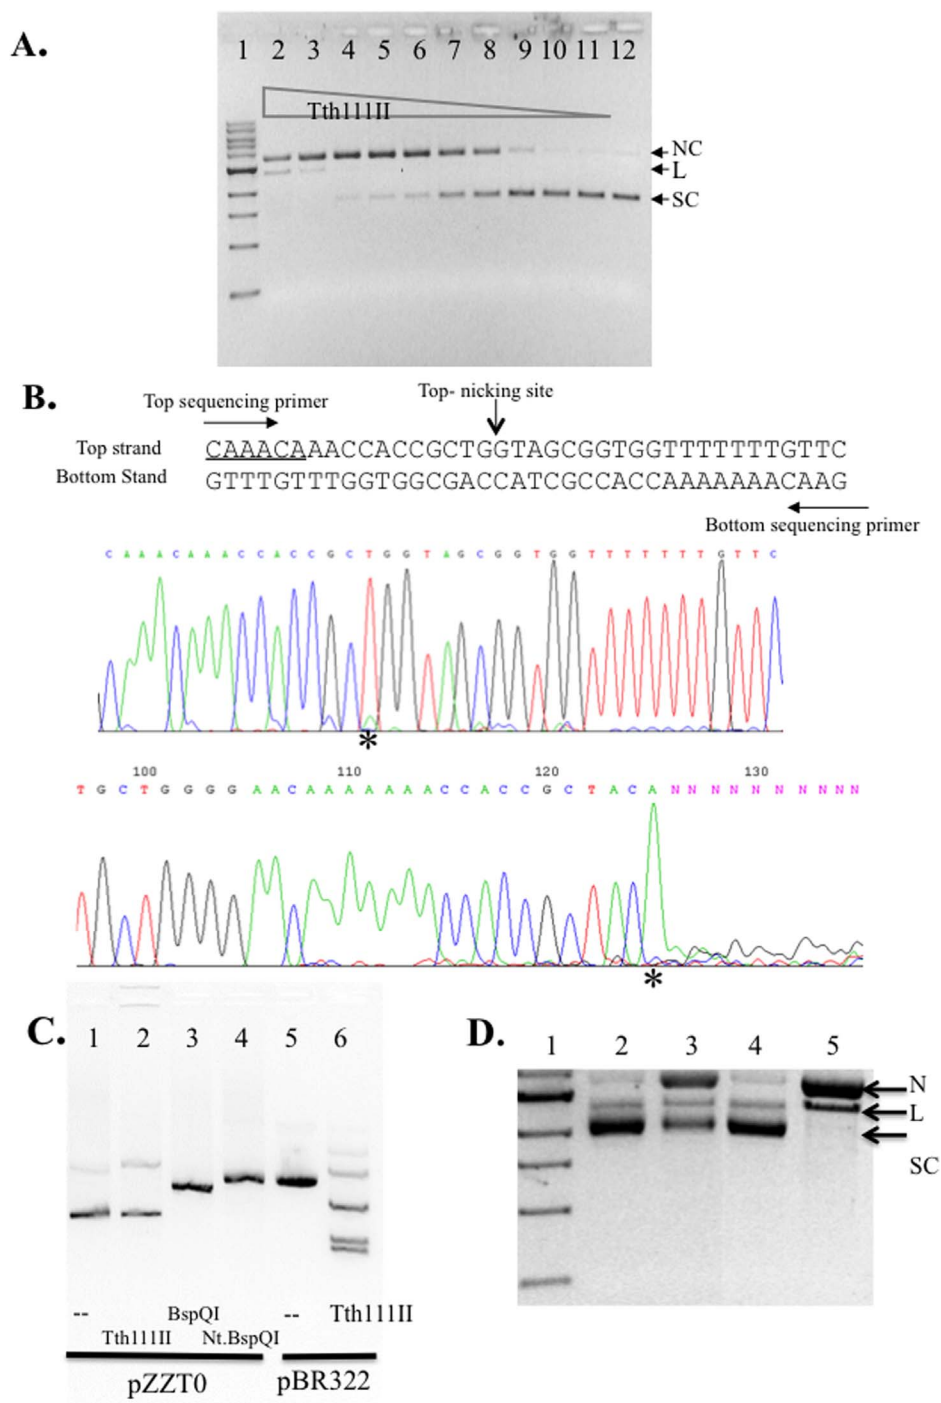 A.
1 2 3 4 5 6 7 8 9 10 11 12
Tth111II
NC
L
SC
B.
Top sequencing primer
Top- nicking site
Top strand CAAACAAACCACCGCTGGTAGCGGTGGTTTTTTTGTTC
Bottom Stand GTTTGTTTGGTGGCGACCATCGCCACCAAAAAAACAAG
Bottom sequencing primer
C A A A C A A A C C A C C G C T G G T A G C G G T G G T T T T T T T G T T C
*
100 110 120 130
T G C T G G G G A A C A A A A A A A C C A C C G C T A C A N N N N N N N N N
*
C.
1 2 3 4 5 6
-- Tth111II BspQI Nt.BspQI -- Tth111II
pZZT0 pBR322
D.
1 2 3 4 5
N
L
SC